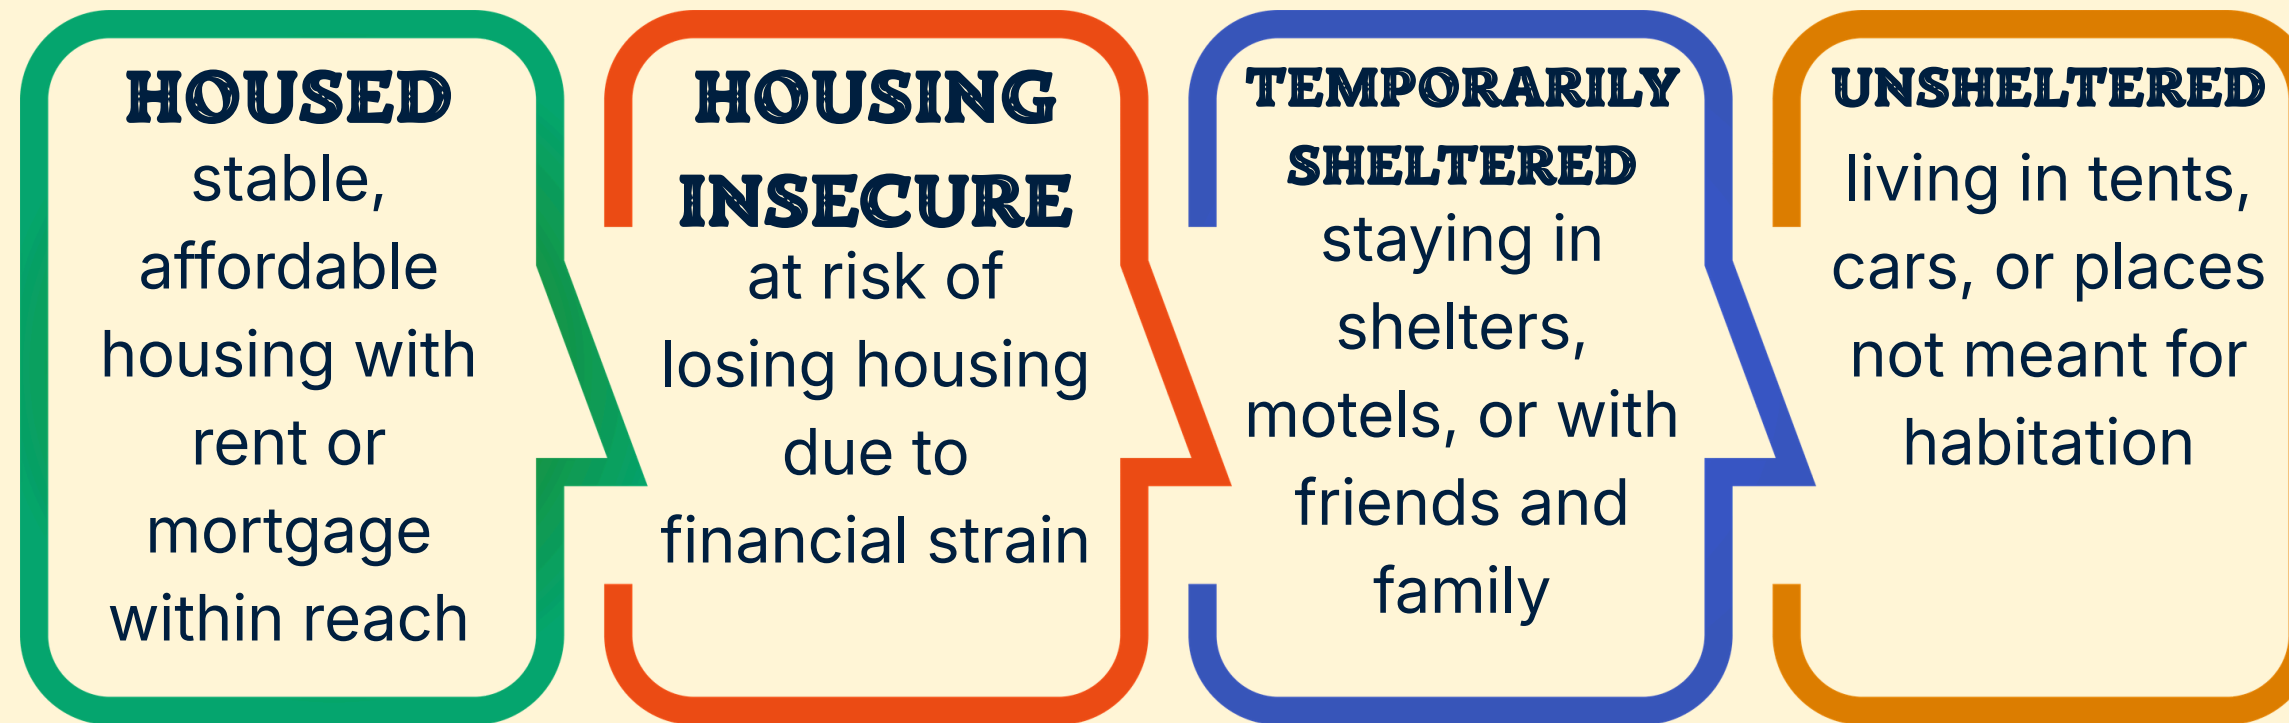 HOUSED
stable,
affordable
housing with
rent or
mortgage
within reach
HOUSING
INSECURE
at risk of
losing housing
due to
financial strain
TEMPORARILY
SHELTERED
staying in
shelters,
motels, or with
friends and
family
UNSHELTERED
living in tents,
cars, or places
not meant for
habitation